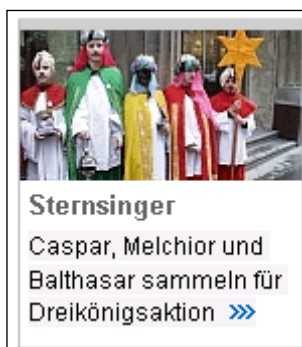 Sternsinger
Caspar, Melchior und
Balthasar sammeln für
Dreikönigsaktion »›